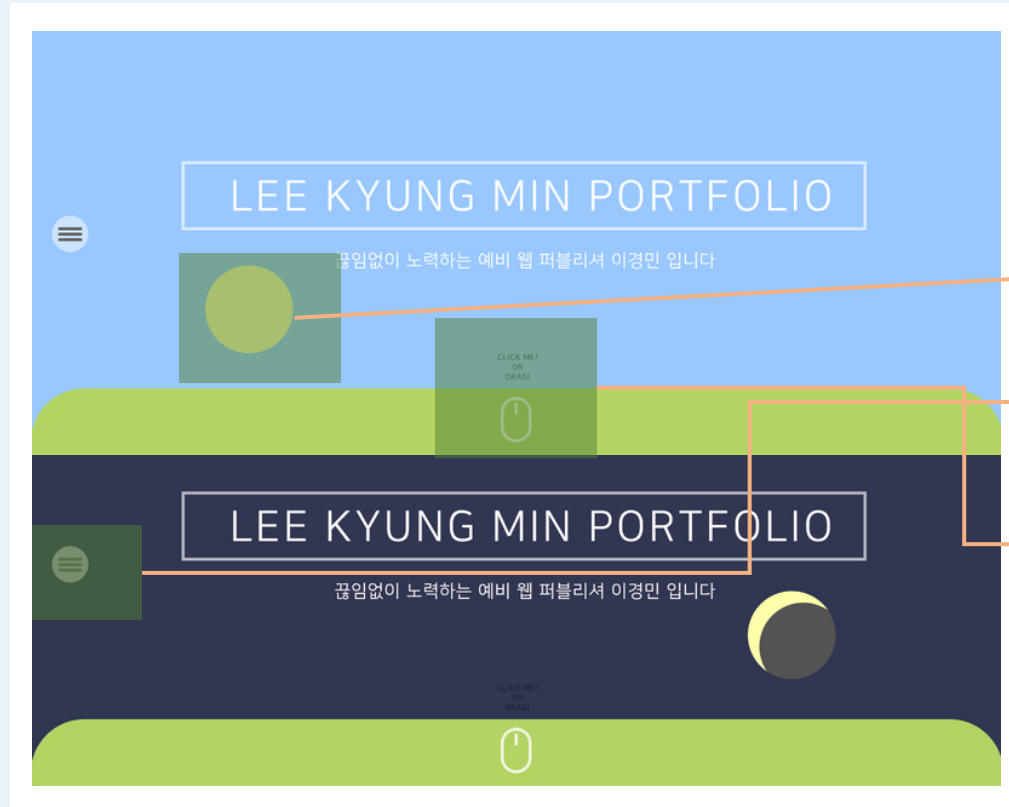 LEE KYUNG MIN PORTFOLIO
끊임없이 노력하는 예비 웹 퍼블리셔 이경민 입니다
CLICK ME!
OR
DRAG!
LEE KYUNG MIN PORTFOLIO
끊임없이 노력하는 예비 웹 퍼블리셔 이경민 입니다
CLICK ME!
OR
DRAG!